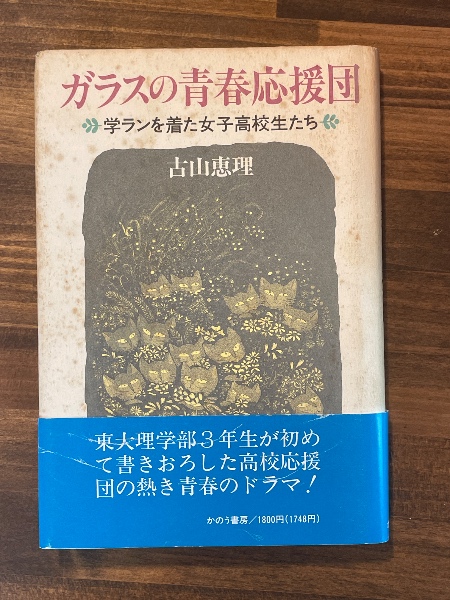 ガラスの青春応援団
学ランを着た女子高校生たち
古山恵理
東大理学部3年生が初め
て書きおろした高校応援
団の熱き青春のドラマ!
かのう書房/1800円(1748円)